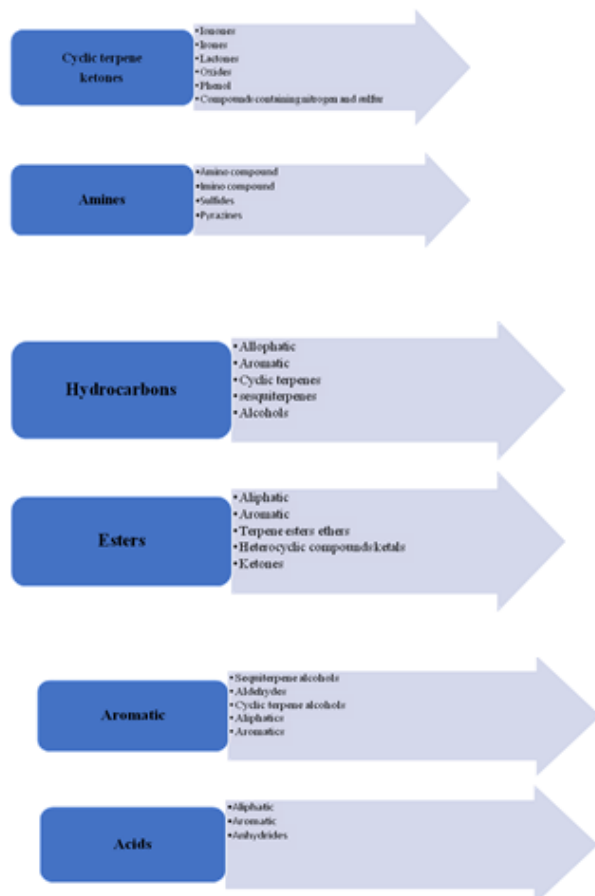 Cyclic terpene
ketones
•Ionones
•Irones
•Lactones
•Oxides
•Phenol
•Compounds containing nitrogen and sulfur
Amines
•Amino compound
•Imino compound
•Sulfides
•Pyrazines
Hydrocarbons
•Allophatic
•Aromatic
•Cyclic terpenes
•sesquiterpenes
•Alcohols
Esters
•Aliphatic
•Aromatic
•Terpene esters ethers
•Heterocyclic compounds ketals
•Ketones
Aromatic
•Sequiterpene alcohols
•Aldehydes
•Cyclic terpene alcohols
•Aliphatics
•Aromatics
Acids
•Aliphatic
•Aromatic
•Anhydrides